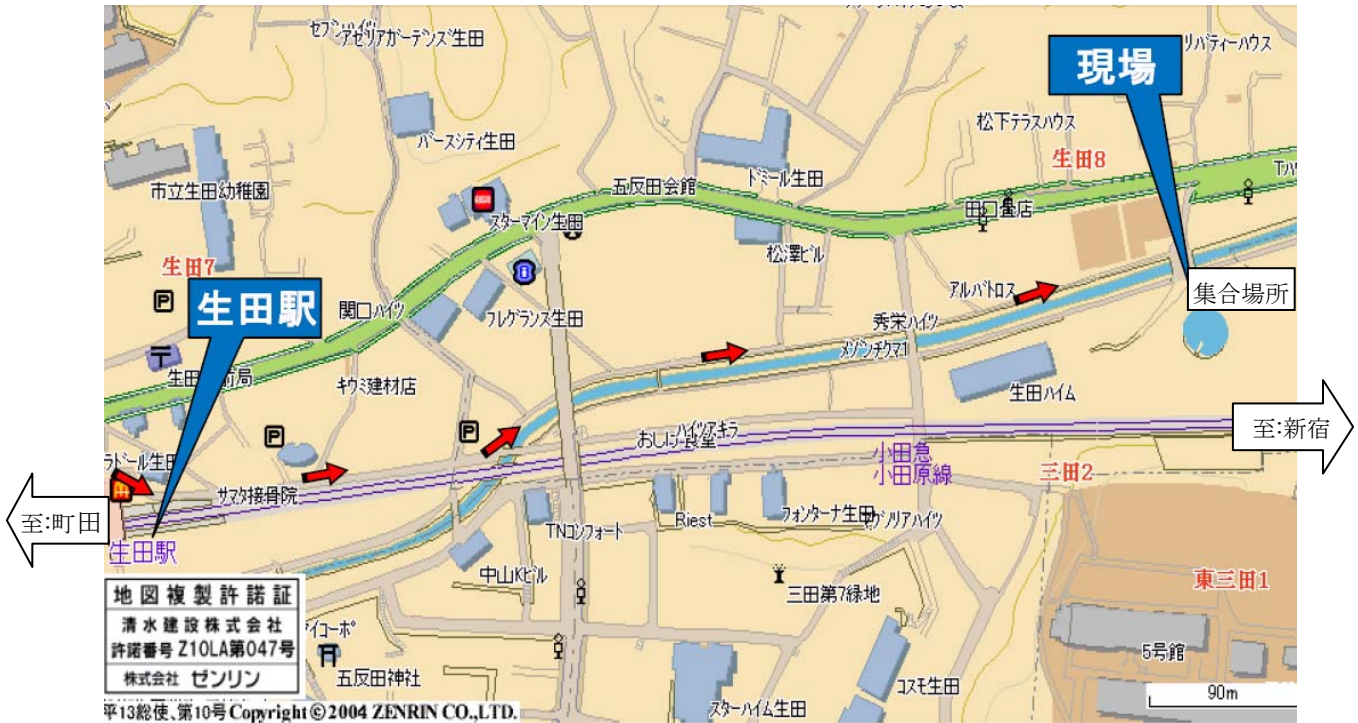 アゼリアガーデンズ生田
リバティーハウス
現場
バースシティ生田
松下テラスハウス
生田8
市立生田幼稚園
五反田会館
ドミール生田
田口畳店
スターマイン生田
松澤ビル
生田7
生田駅
関口ハイツ
フレグランス生田
アルバトロス
集合場所
秀栄ハイツ
メゾンチクマ1
キウミ建材店
生田ハイム
P
P
P
ハイツアキラ
至:新宿
小田急
小田原線
三田2
サマタ接骨院
至:町田
生田駅
TNコンフォート
Riest
フォンターナ生田
中山Kビル
三田第7緑地
東三田1
地図複製許諾証
清水建設株式会社
許諾番号 Z10LA第047号
株式会社 ゼンリン
五反田神社
5号館
コスモ生田
90m
スターハイム生田
平13総使、第10号 Copyright©2004 ZENRIN CO.,LTD.